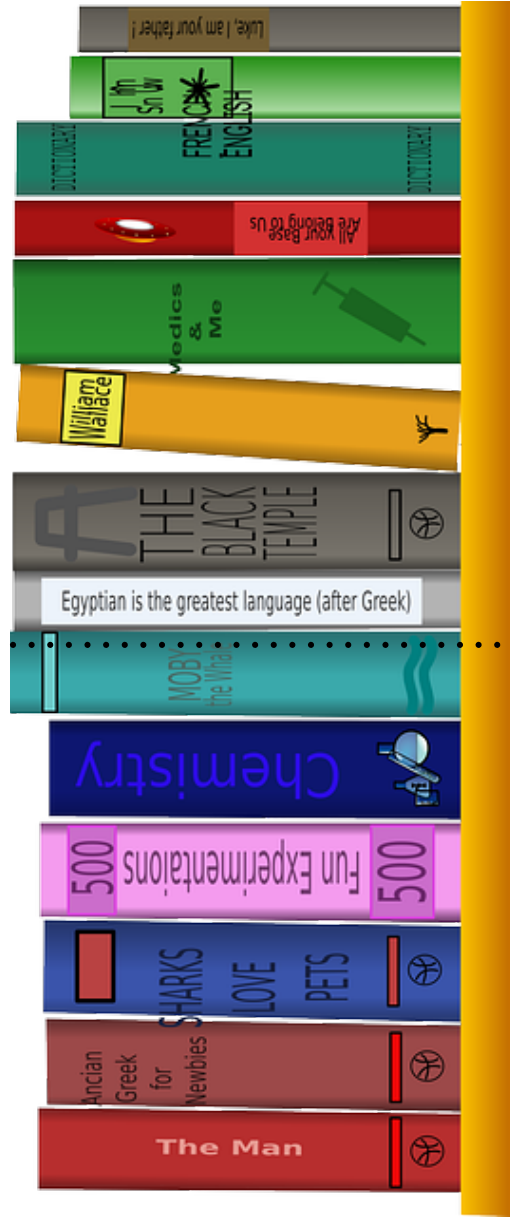 Luke, I am your father !
FRENCH
ENGLISH
DICTIONARY
DICTIONARY
All your Base
Are Belong to Us
Medics
&
Me
William
Wallace
A
THE
BLACK
TEMPLE
Egyptian is the greatest language (after Greek)
MOBY
the Wha
Chemistry
500
Fun Experimentaions
500
SHARKS
LOVE
PETS
Ancian
Greek
for
Newbies
The Man